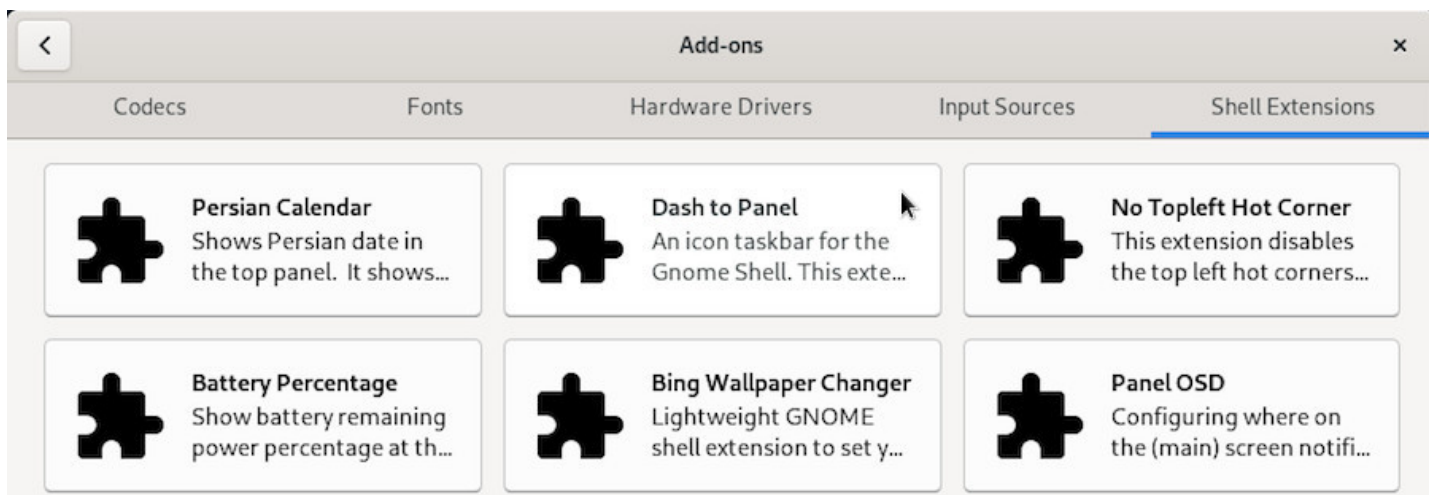 Add-ons
Codecs
Fonts
Hardware Drivers
Input Sources
Shell Extensions
Persian Calendar
Shows Persian date in
the top panel. It shows...
Dash to Panel
An icon taskbar for the
Gnome Shell. This exte...
No Topleft Hot Corner
This extension disables
the top left hot corners...
Battery Percentage
Show battery remaining
power percentage at th...
Bing Wallpaper Changer
Lightweight GNOME
shell extension to set y...
Panel OSD
Configuring where on
the (main) screen notifi...